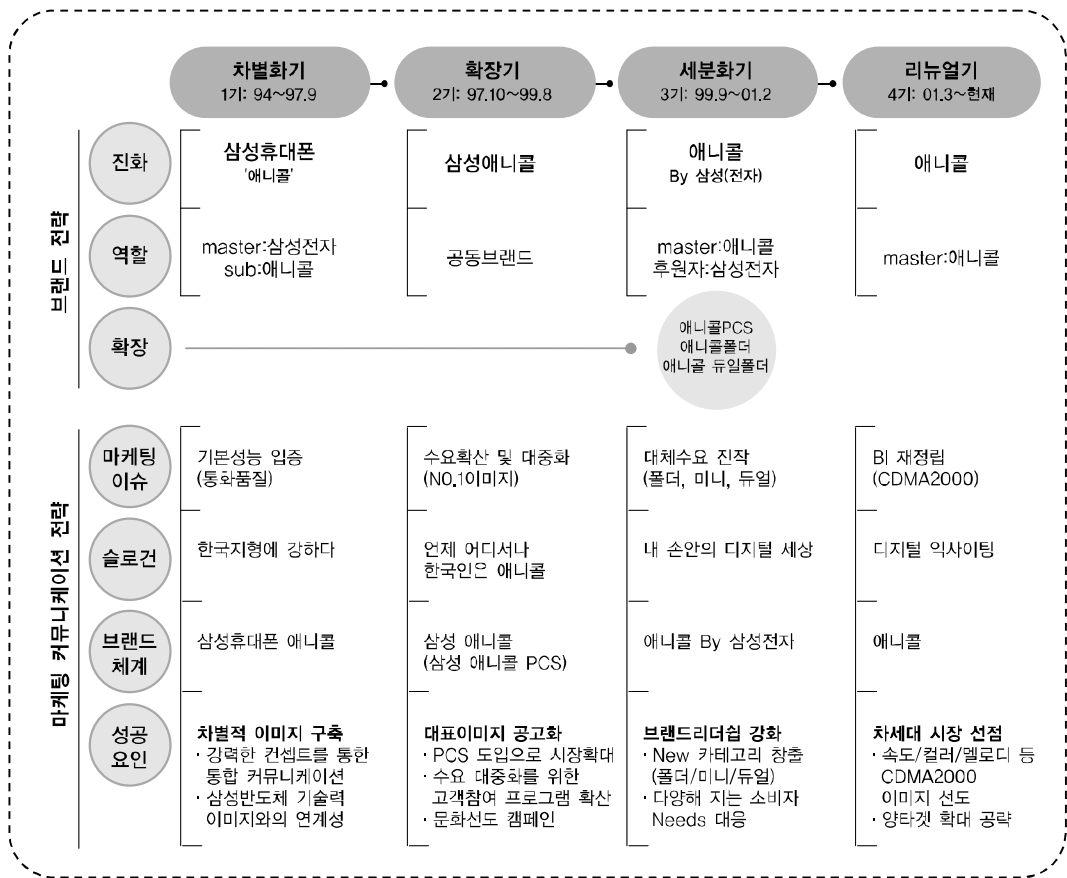 차별화기
1기: 94～97.9
확장기
2기: 97.10～99.8
세분화기
3기: 99.9～01.2
리뉴얼기
4기: 01.3～현재
브랜드 전략
진화
삼성휴대폰
'애니콜'
삼성애니콜
애니콜
By 삼성(전자)
애니콜
역할
master:삼성전자
sub:애니콜
공동브랜드
master:애니콜
후원자:삼성전자
master:애니콜
확장
애니콜PCS
애니콜폴더
애니콜 듀일폴더
마케팅 커뮤니케이션 전략
마케팅
이슈
기본성능 입증
(통화품질)
수요확산 및 대중화
(NO.1이미지)
대체수요 진작
(폴더, 미니, 듀얼)
BI 재정립
(CDMA2000)
슬로건
한국지형에 강하다
언제 어디서나
한국인은 애니콜
내 손안의 디지털 세상
디지털 익사이팅
브랜드
체계
삼성휴대폰 애니콜
삼성 애니콜
(삼성 애니콜 PCS)
애니콜 By 삼성전자
애니콜
성공
요인
차별적 이미지 구축
· 강력한 컨셉트를 통한
통합 커뮤니케이션
· 삼성반도체 기술력
이미지와의 연계성
대표이미지 공고화
· PCS 도입으로 시장확대
· 수요 대중화를 위한
고객참여 프로그램 확산
· 문화선도 캠페인
브랜드리더쉽 강화
· New 카테고리 창출
(폴더/미니/듀얼)
· 다양해 지는 소비자
Needs 대응
차세대 시장 선점
· 속도/컬러/멜로디 등
CDMA2000
이미지 선도
· 양타겟 확대 공략